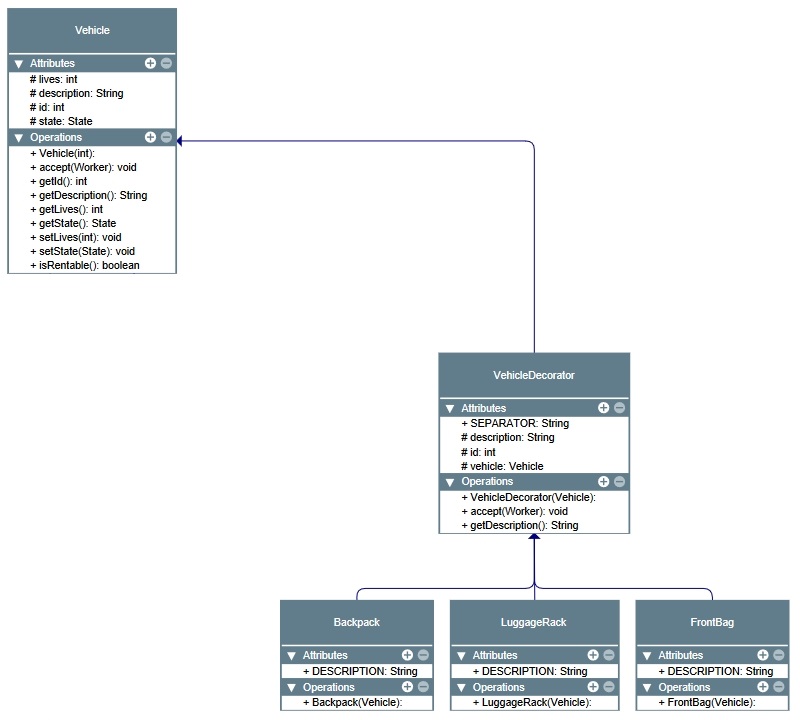 Vehicle
Attributes
# lives: int
# description: String
# id: int
# state: State
Operations
+ Vehicle(int):
+ accept(Worker): void
+ getId(): int
+ getDescription(): String
+ getLives(): int
+ getState(): State
+ setLives(int): void
+ setState(State): void
+ isRentable(): boolean
VehicleDecorator
Attributes
+ SEPARATOR: String
# description: String
# id: int
# vehicle: Vehicle
Operations
+ VehicleDecorator(Vehicle):
+ accept(Worker): void
+ getDescription(): String
Backpack
Attributes
+ DESCRIPTION: String
Operations
+ Backpack(Vehicle):
LuggageRack
Attributes
+ DESCRIPTION: String
Operations
+ LuggageRack(Vehicle):
FrontBag
Attributes
+ DESCRIPTION: String
Operations
+ FrontBag(Vehicle):